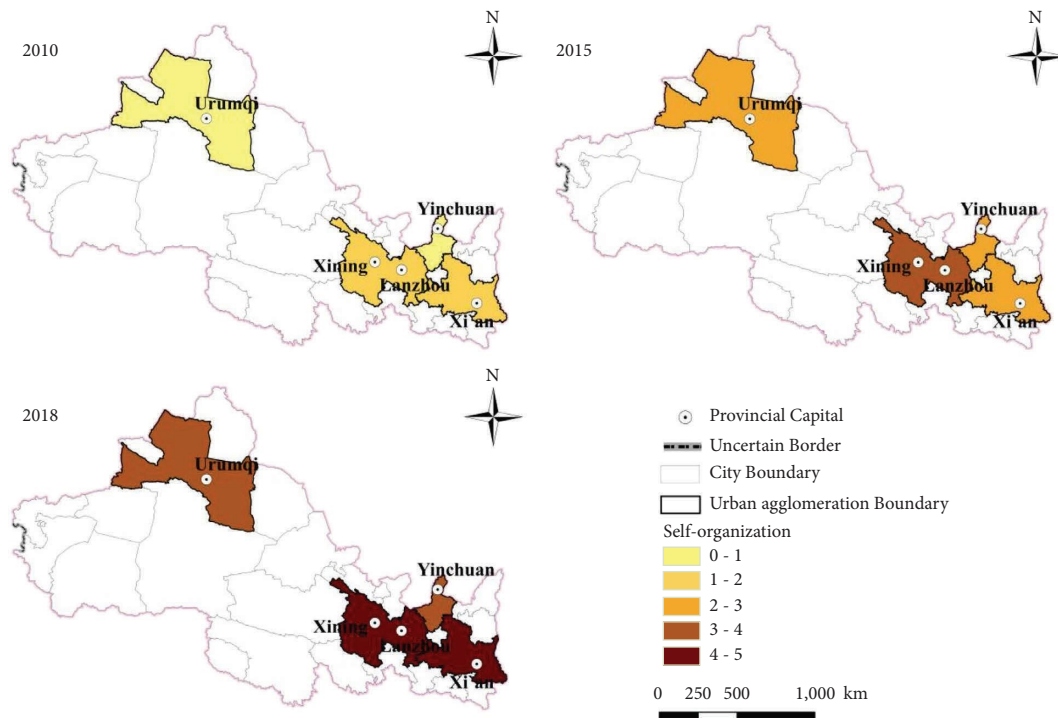 2010
N
Urumqi
Yinchuan
Xining
Lanzhou
Xi'an
2015
N
Urumqi
Yinchuan
Xining
Lanzhou
Xi'an
2018
N
Urumqi
Yinchuan
Xining
Lanzhou
Xi'an
Provincial Capital
Uncertain Border
City Boundary
Urban agglomeration Boundary
Self-organization
0 - 1
1 - 2
2 - 3
3 - 4
4 - 5
0 250 500 1,000 km